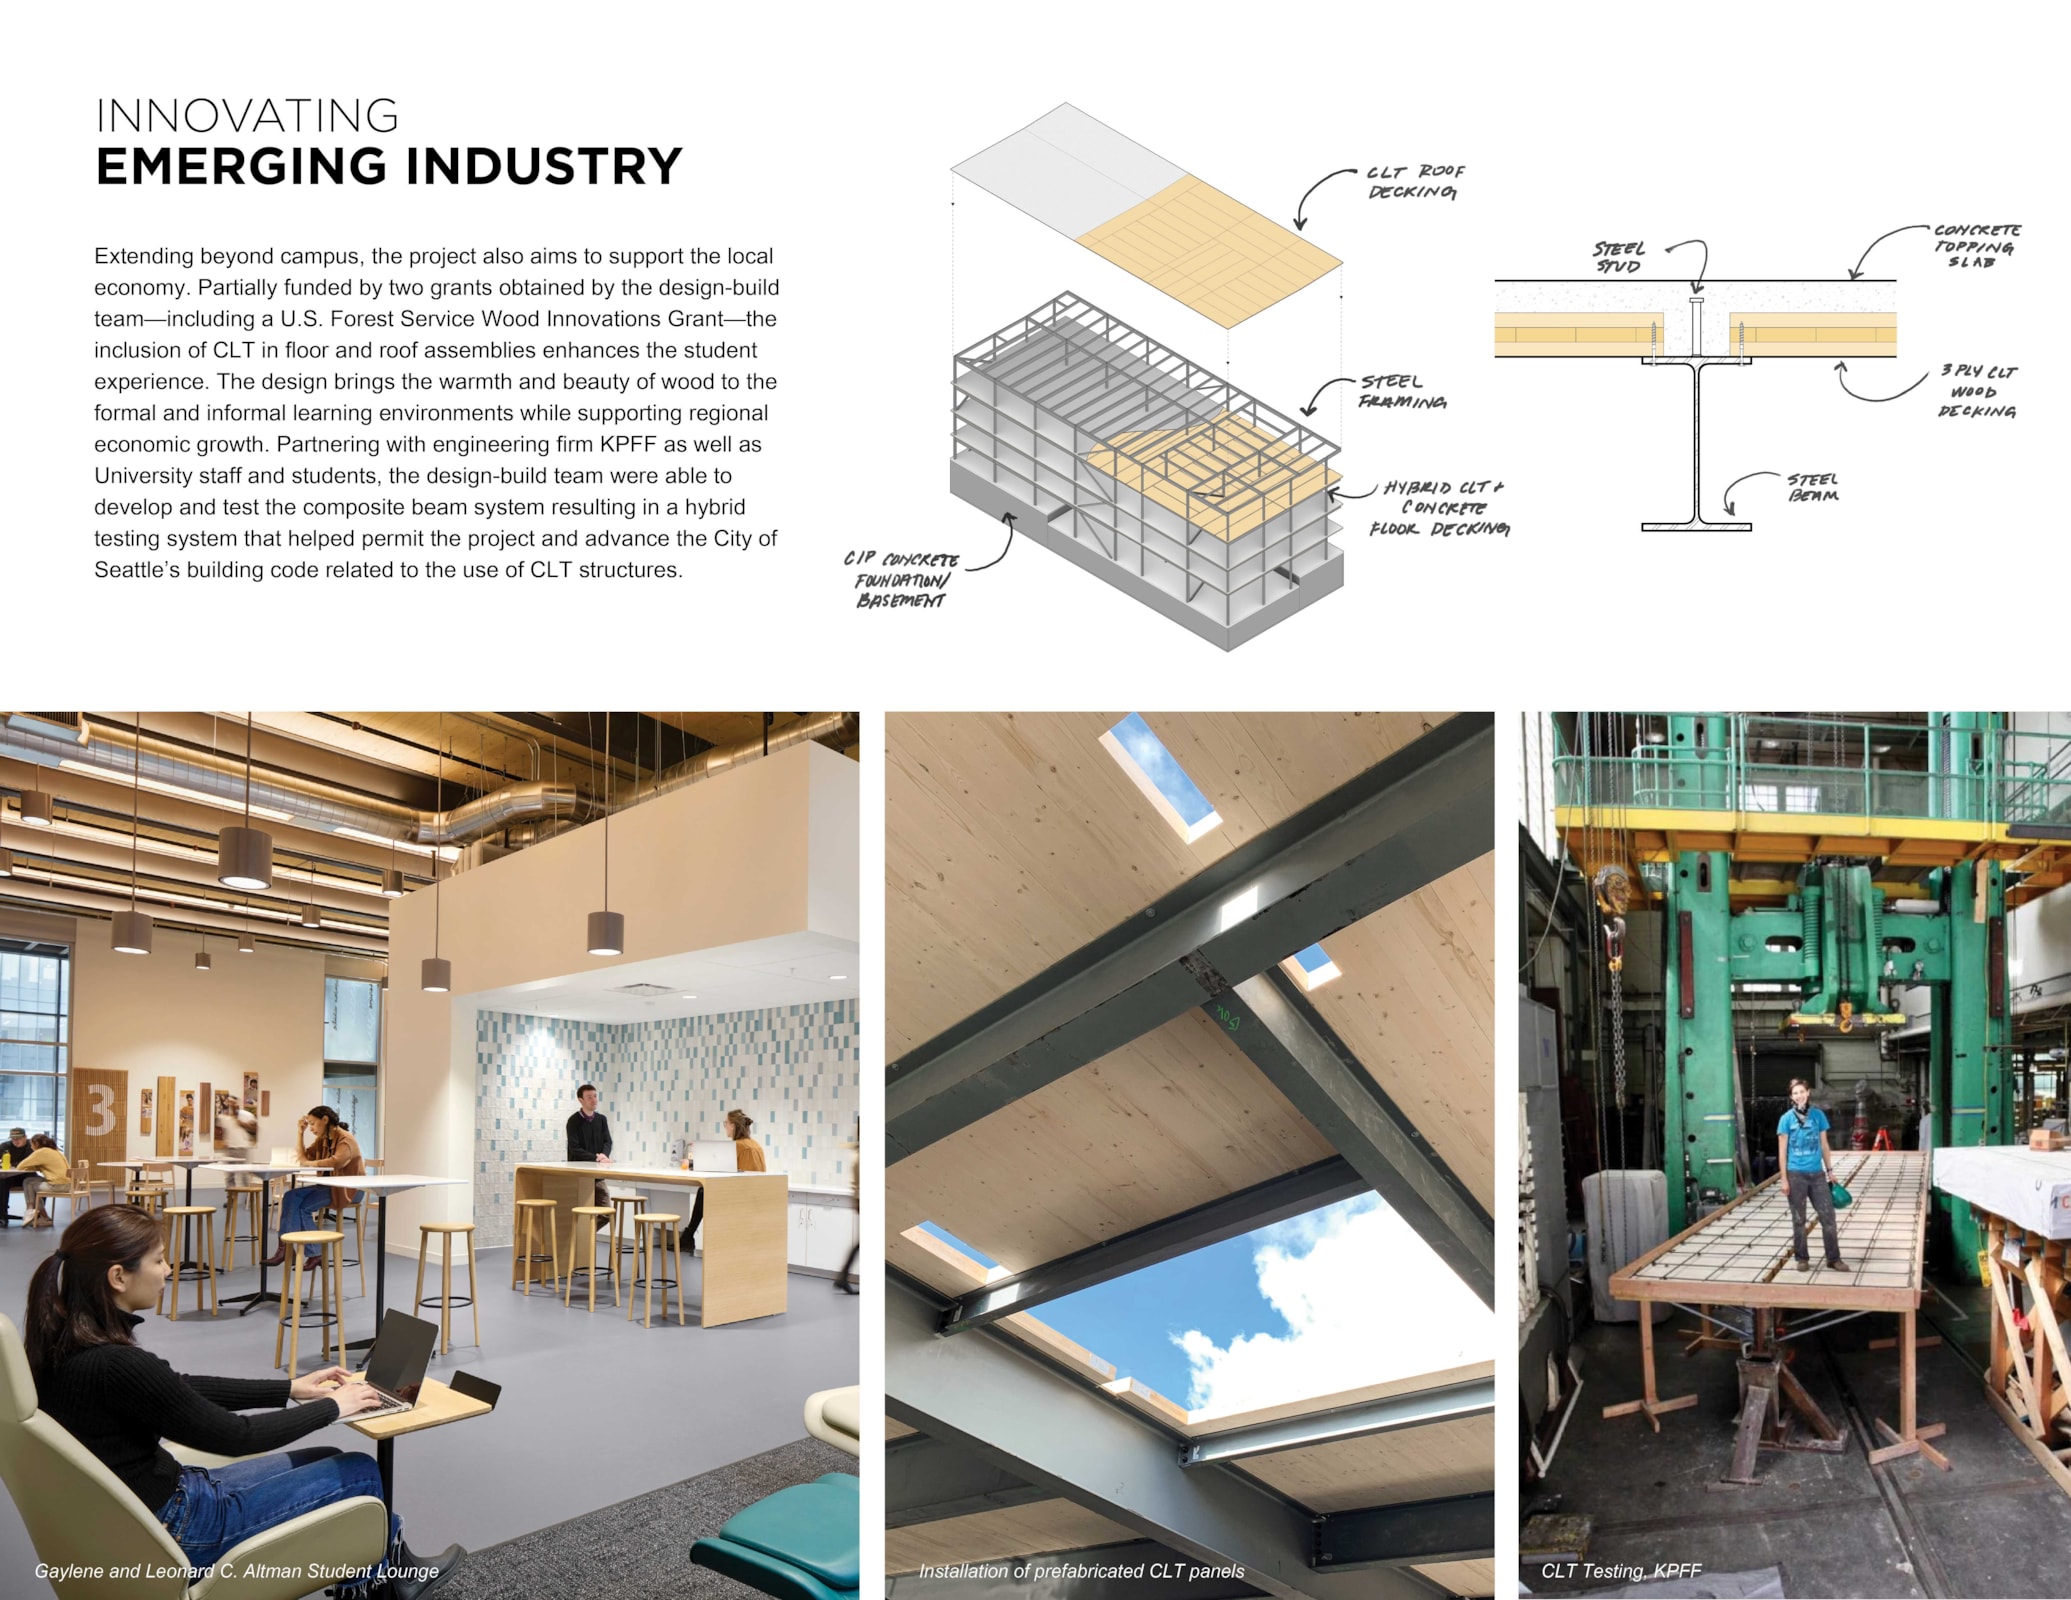 INNOVATING
EMERGING INDUSTRY
Extending beyond campus, the project also aims to support the local
economy. Partially funded by two grants obtained by the design-build
team—including a U.S. Forest Service Wood Innovations Grant—the
inclusion of CLT in floor and roof assemblies enhances the student
experience. The design brings the warmth and beauty of wood to the
formal and informal learning environments while supporting regional
economic growth. Partnering with engineering firm KPFF as well as
University staff and students, the design-build team were able to
develop and test the composite beam system resulting in a hybrid
testing system that helped permit the project and advance the City of
Seattle’s building code related to the use of CLT structures.
CLT ROOF
DECKING
STEEL
FRAMING
HYBRID CLT +
CONCRETE
FLOOR DECKING
CIP CONCRETE
FOUNDATION/
BASEMENT
STEEL
STUD
CONCRETE
TOPPING
SLAB
3 PLY CLT
WOOD
DECKING
STEEL
BEAM
3
Gaylene and Leonard C. Altman Student Lounge
Installation of prefabricated CLT panels
CLT Testing, KPFF